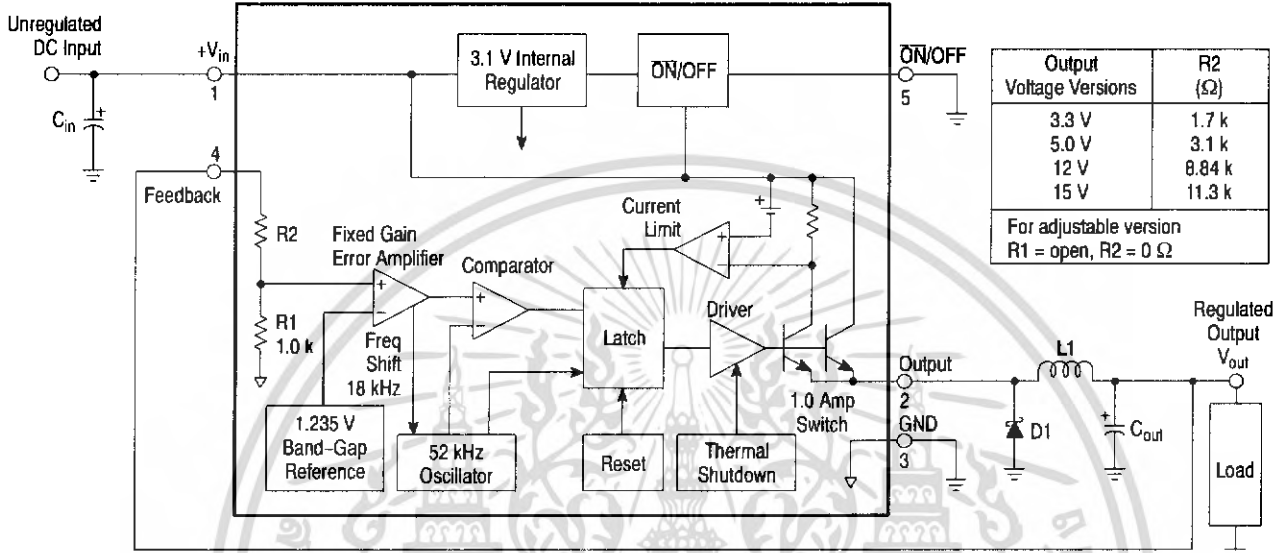 Unregulated
DC Input
+Vin
1
Cin
+
4
Feedback
3.1 V Internal
Regulator
O̅N̅/OFF
O̅N̅/OFF
5
Output
Voltage Versions
R2
(Ω)
3.3 V
1.7 k
5.0 V
3.1 k
12 V
8.84 k
15 V
11.3 k
For adjustable version
R1 = open, R2 = 0 Ω
R2
R1
1.0 k
Fixed Gain
Error Amplifier
+
−
Comparator
+
−
Current
Limit
+
−
+
Freq
Shift
18 kHz
Latch
Driver
1.0 Amp
Switch
Output
2
GND
3
L1
D1
+
Cout
Regulated
Output
Vout
Load
1.235 V
Band-Gap
Reference
52 kHz
Oscillator
Reset
Thermal
Shutdown